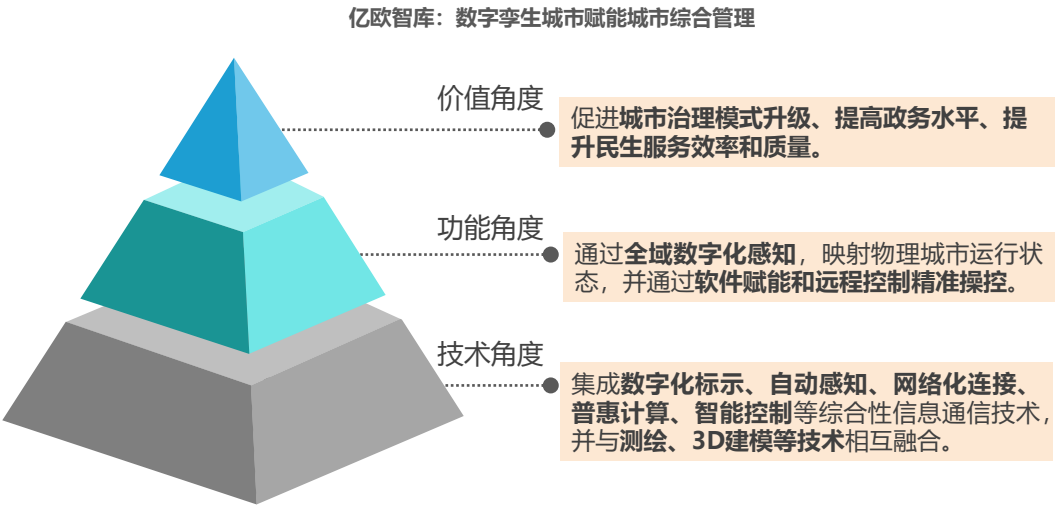 亿欧智库：数字孪生城市赋能城市综合管理
价值角度
促进城市治理模式升级、提高政务水平、提
升民生服务效率和质量。
功能角度
通过全域数字化感知，映射物理城市运行状
态，并通过软件赋能和远程控制精准操控。
技术角度
集成数字化标示、自动感知、网络化连接、
普惠计算、智能控制等综合性信息通信技术，
并与测绘、3D建模等技术相互融合。